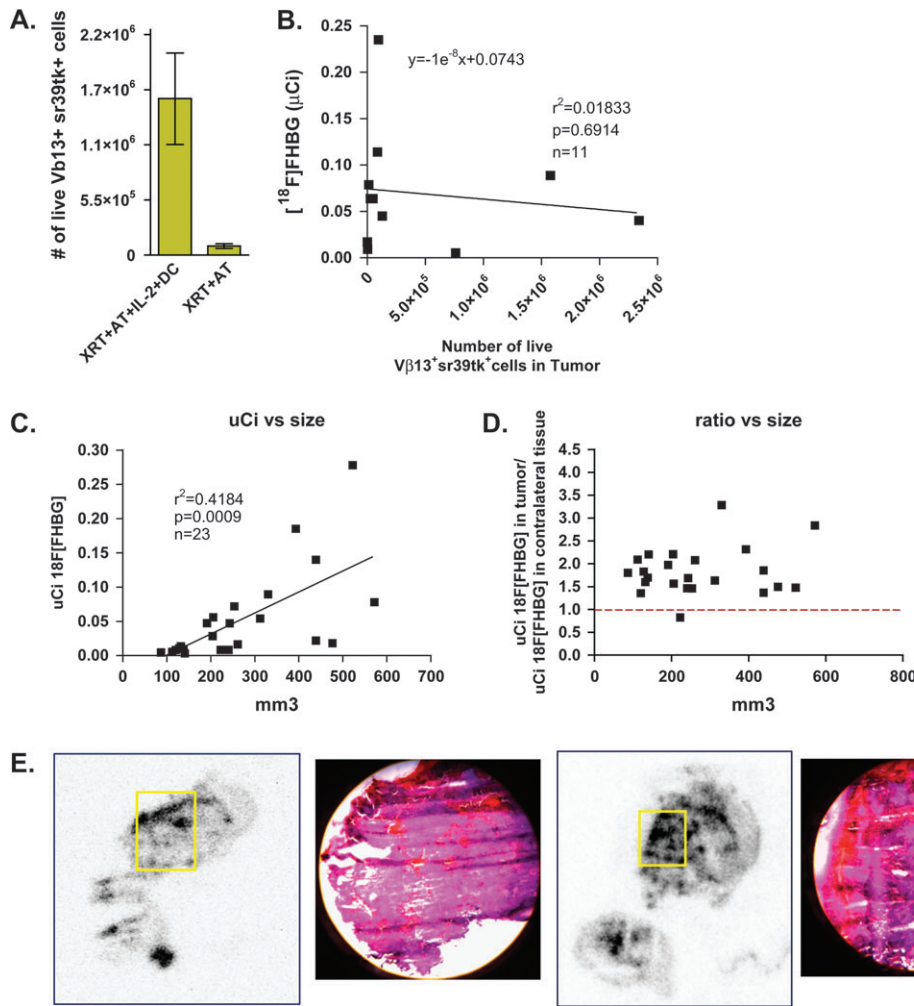 A.
# of live Vb13+ sr39tk+ cells
2.2×10⁶
1.7×10⁶
1.1×10⁶
5.5×10⁵
0
XRT+AT+IL-2+DC
XRT+AT
B.
[¹⁸F]FHBG (μCi)
0.25
0.20
0.15
0.10
0.05
0.00
y=-1e⁻⁸x+0.0743
r²=0.01833
p=0.6914
n=11
0
5.0×10⁵
1.0×10⁶
1.5×10⁶
2.0×10⁶
2.5×10⁶
Number of live
Vβ13⁺sr39tk⁺cells in Tumor
C.
uCi vs size
uCi 18F[FHBG]
0.30
0.25
0.20
0.15
0.10
0.05
0.00
r²=0.4184
p=0.0009
n=23
0 100 200 300 400 500 600 700
mm3
D.
ratio vs size
uCi 18F[FHBG] in tumor/
uCi 18F[FHBG] in contralateral tissue
4.5
4.0
3.5
3.0
2.5
2.0
1.5
1.0
0.5
0.0
0 200 400 600 800
mm3
E.